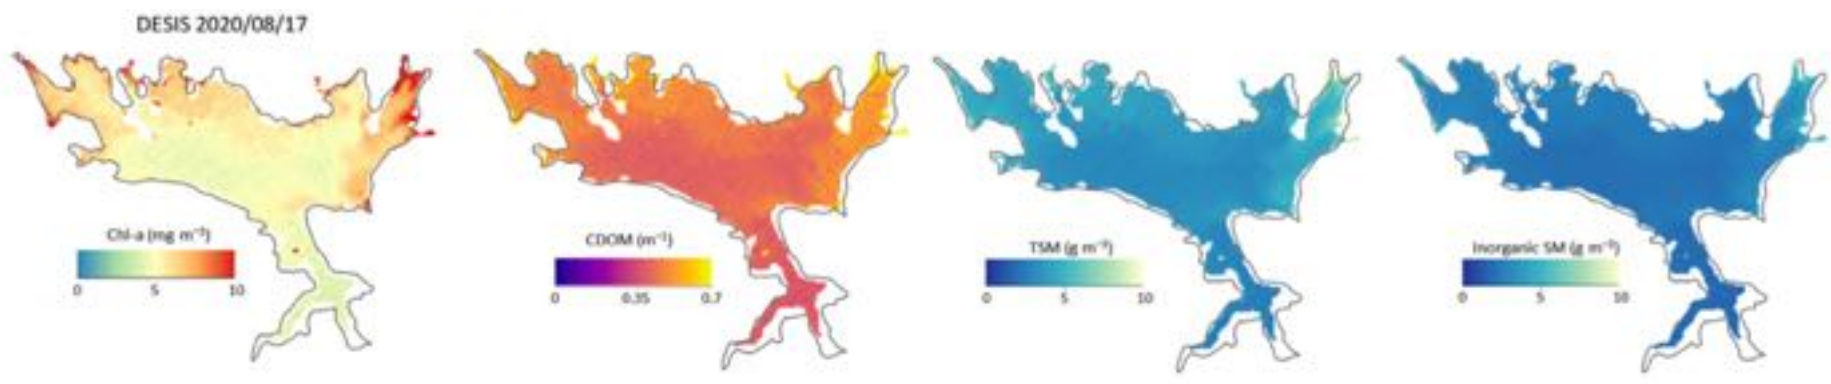 DESIS 2020/08/17
Chl-a (mg m⁻³)
0 5 10
CDOM (m⁻¹)
0 0.35 0.7
TSM (g m⁻³)
0 5 10
Inorganic SM (g m⁻³)
0 5 10